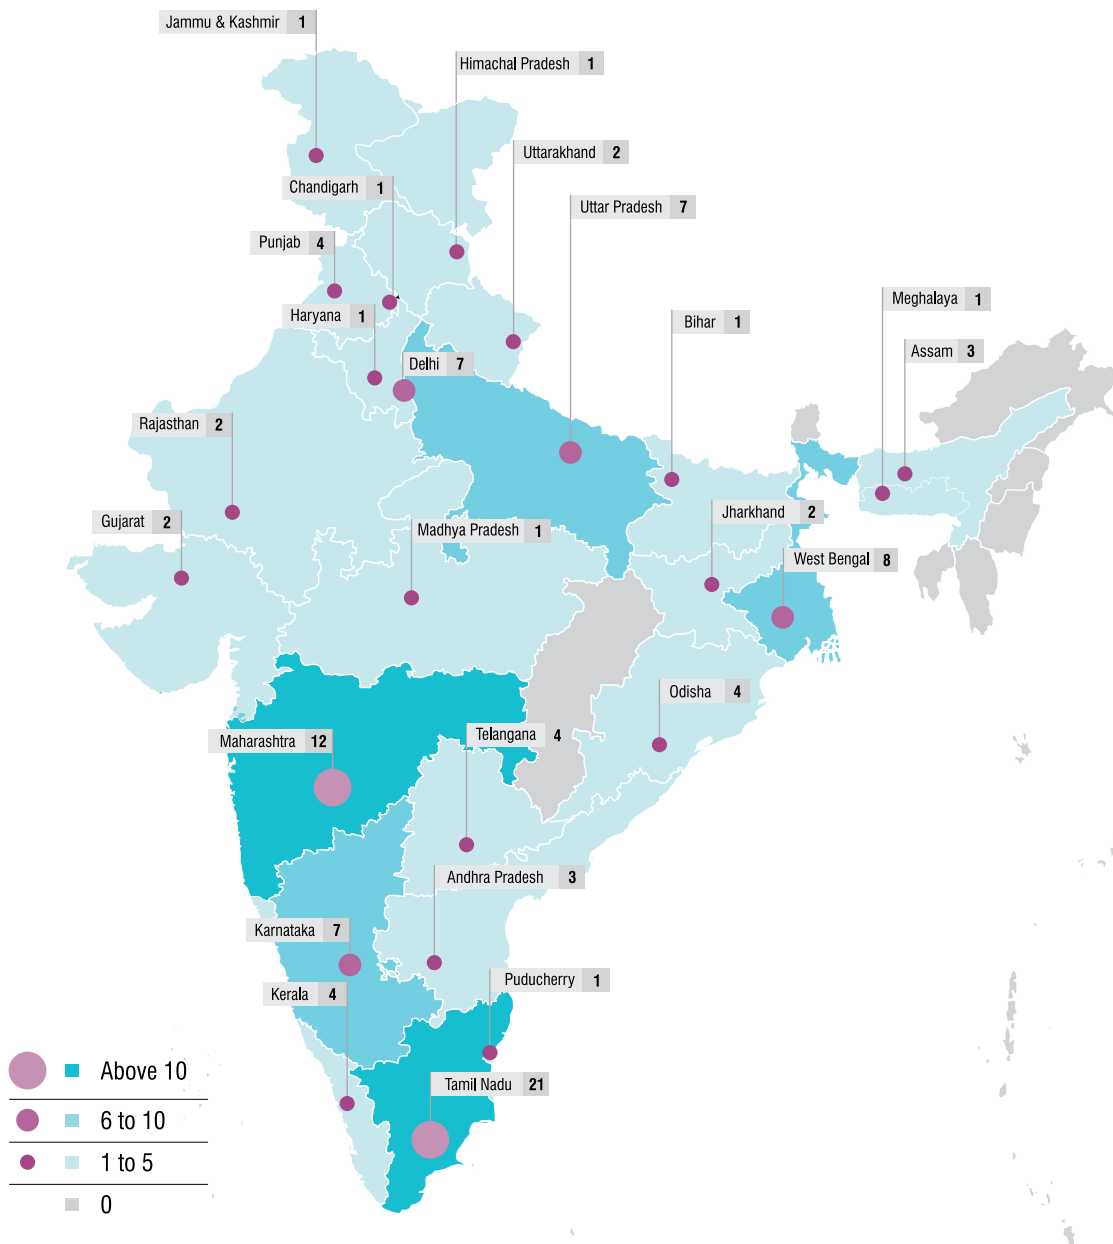 Jammu & Kashmir 1
Himachal Pradesh 1
Uttarakhand 2
Chandigarh 1
Uttar Pradesh 7
Punjab 4
Meghalaya 1
Haryana 1
Bihar 1
Assam 3
Delhi 7
Rajasthan 2
Jharkhand 2
Gujarat 2
Madhya Pradesh 1
West Bengal 8
Odisha 4
Telangana 4
Maharashtra 12
Andhra Pradesh 3
Karnataka 7
Puducherry 1
Kerala 4
Tamil Nadu 21
Above 10
6 to 10
1 to 5
0